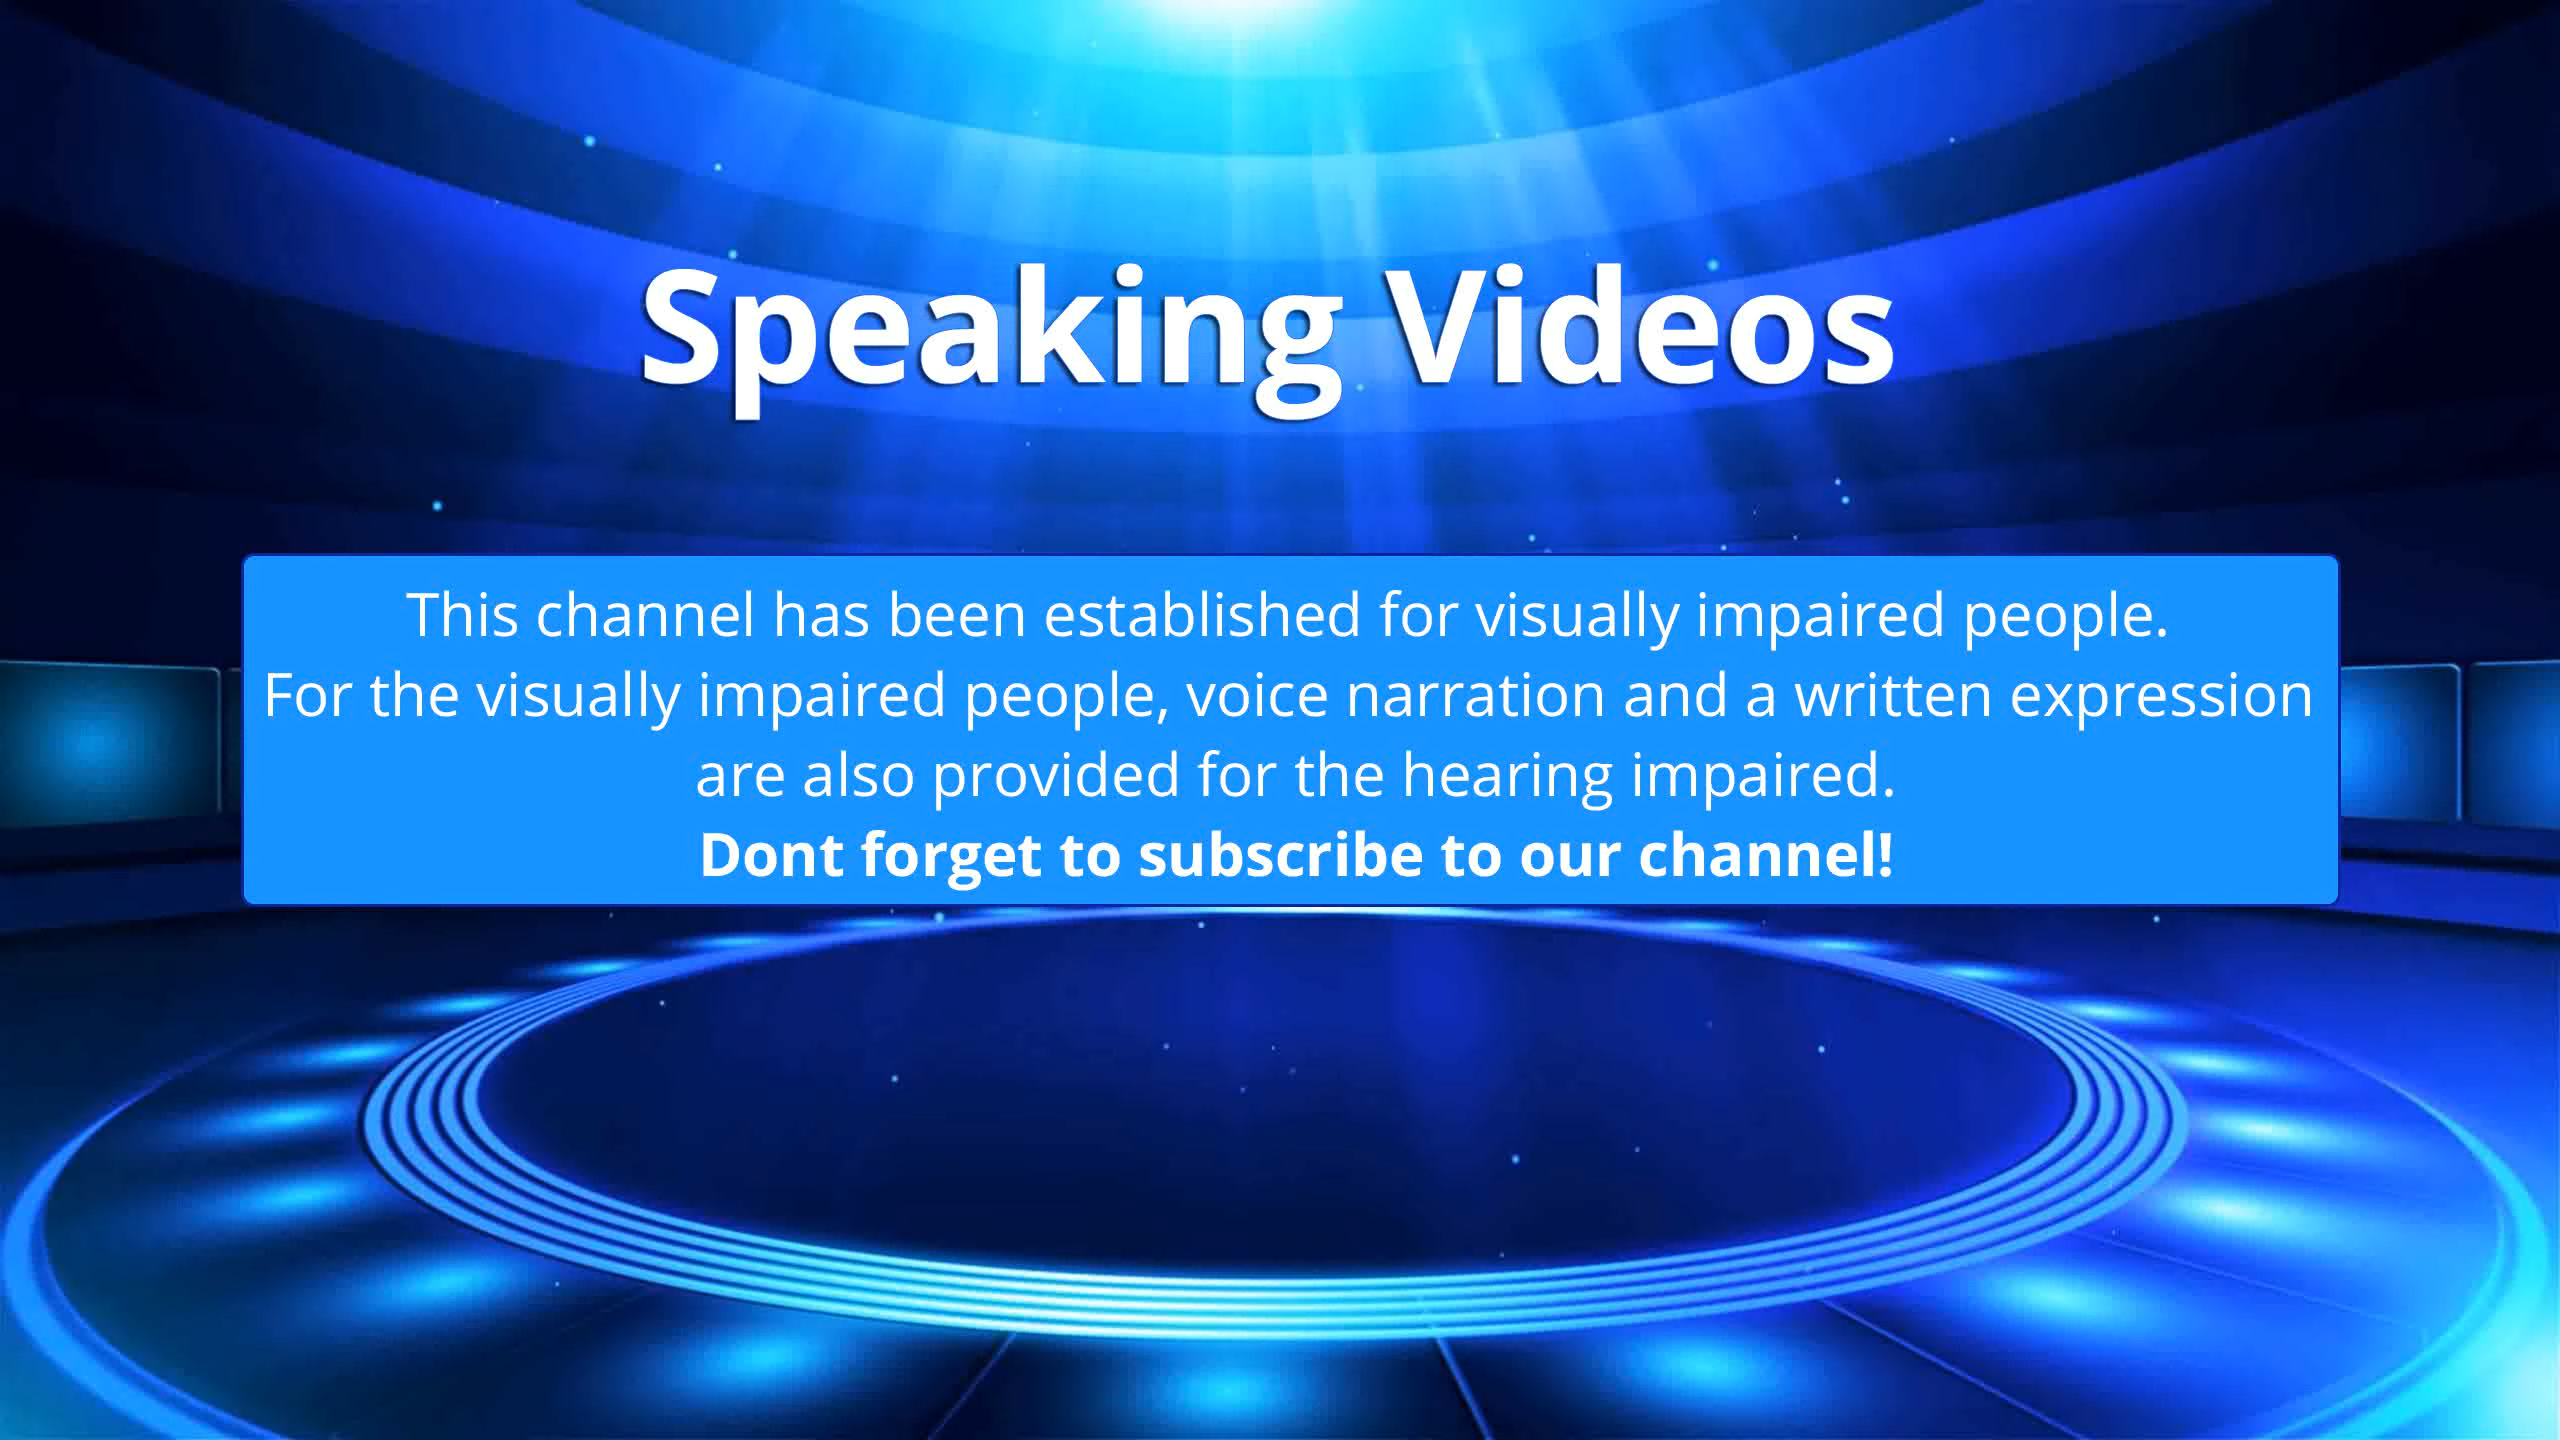 Speaking Videos
This channel has been established for visually impaired people.
For the visually impaired people, voice narration and a written expression
are also provided for the hearing impaired.
Dont forget to subscribe to our channel!